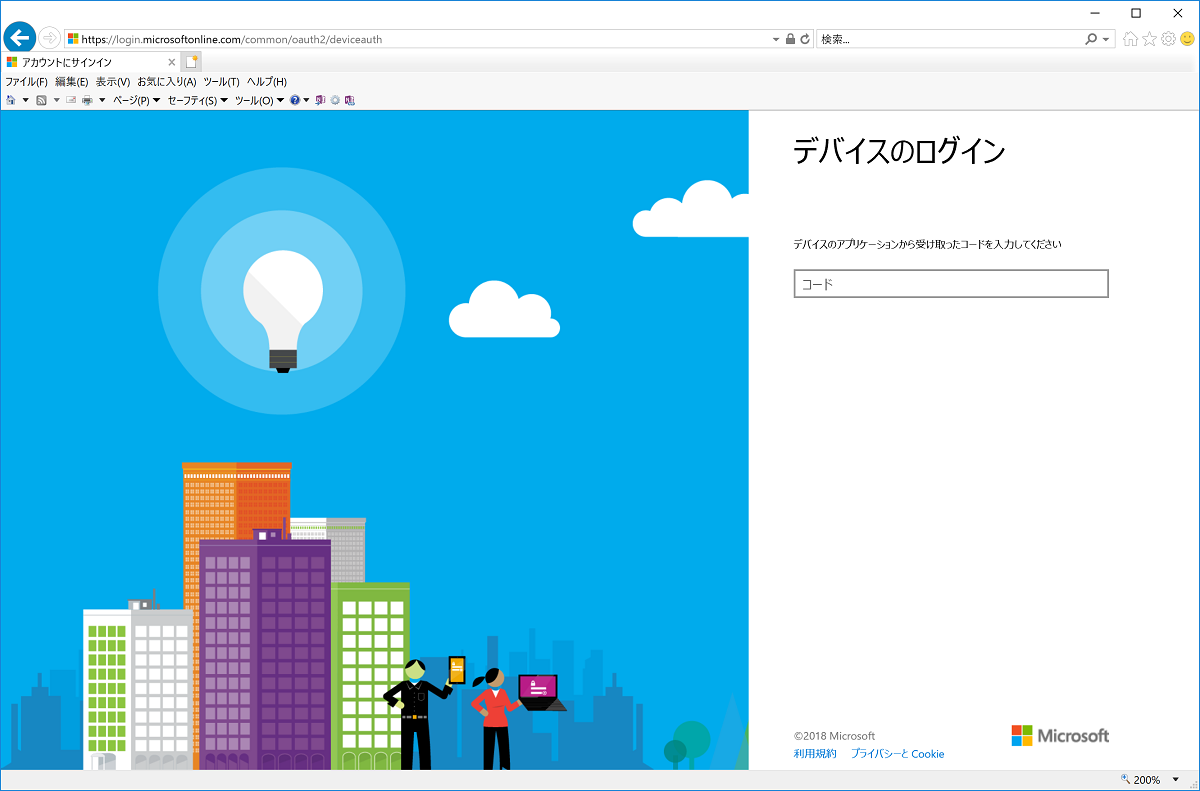 https://login.microsoftonline.com/common/oauth2/deviceauth
検索...
アカウントにサインイン
ファイル(F) 編集(E) 表示(V) お気に入り(A) ツール(T) ヘルプ(H)
ページ(P) セーフティ(S) ツール(O)
デバイスのログイン
デバイスのアプリケーションから受け取ったコードを入力してください
コード
©2018 Microsoft
Microsoft
利用規約 プライバシーと Cookie
200%